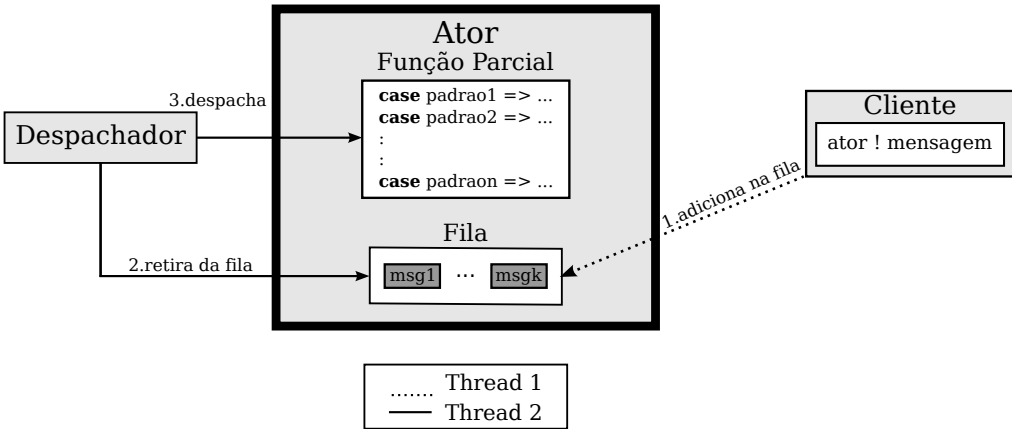 Ator
Função Parcial
case padrao1 => ...
case padrao2 => ...
:
:
case padraon => ...
3.despacha
Despachador
Cliente
ator ! mensagem
1.adiciona na fila
Fila
2.retira da fila
msg1 ... msgk
Thread 1
Thread 2